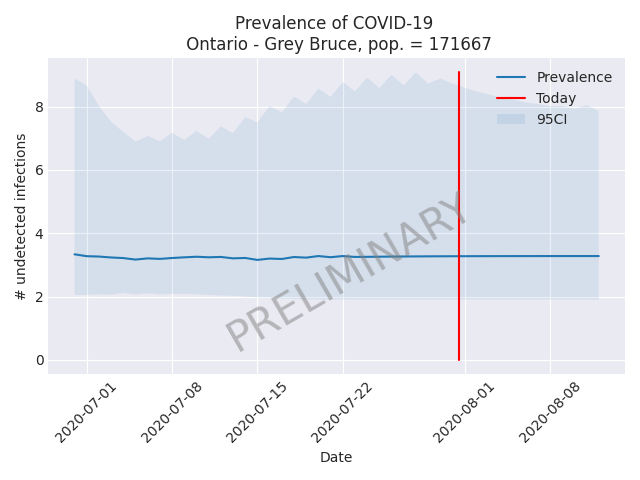 Prevalence of COVID-19
Ontario - Grey Bruce, pop. = 171667
# undetected infections
8
6
4
2
0
Prevalence
Today
95CI
PRELIMINARY
2020-07-01
2020-07-08
2020-07-15
2020-07-22
2020-08-01
2020-08-08
Date